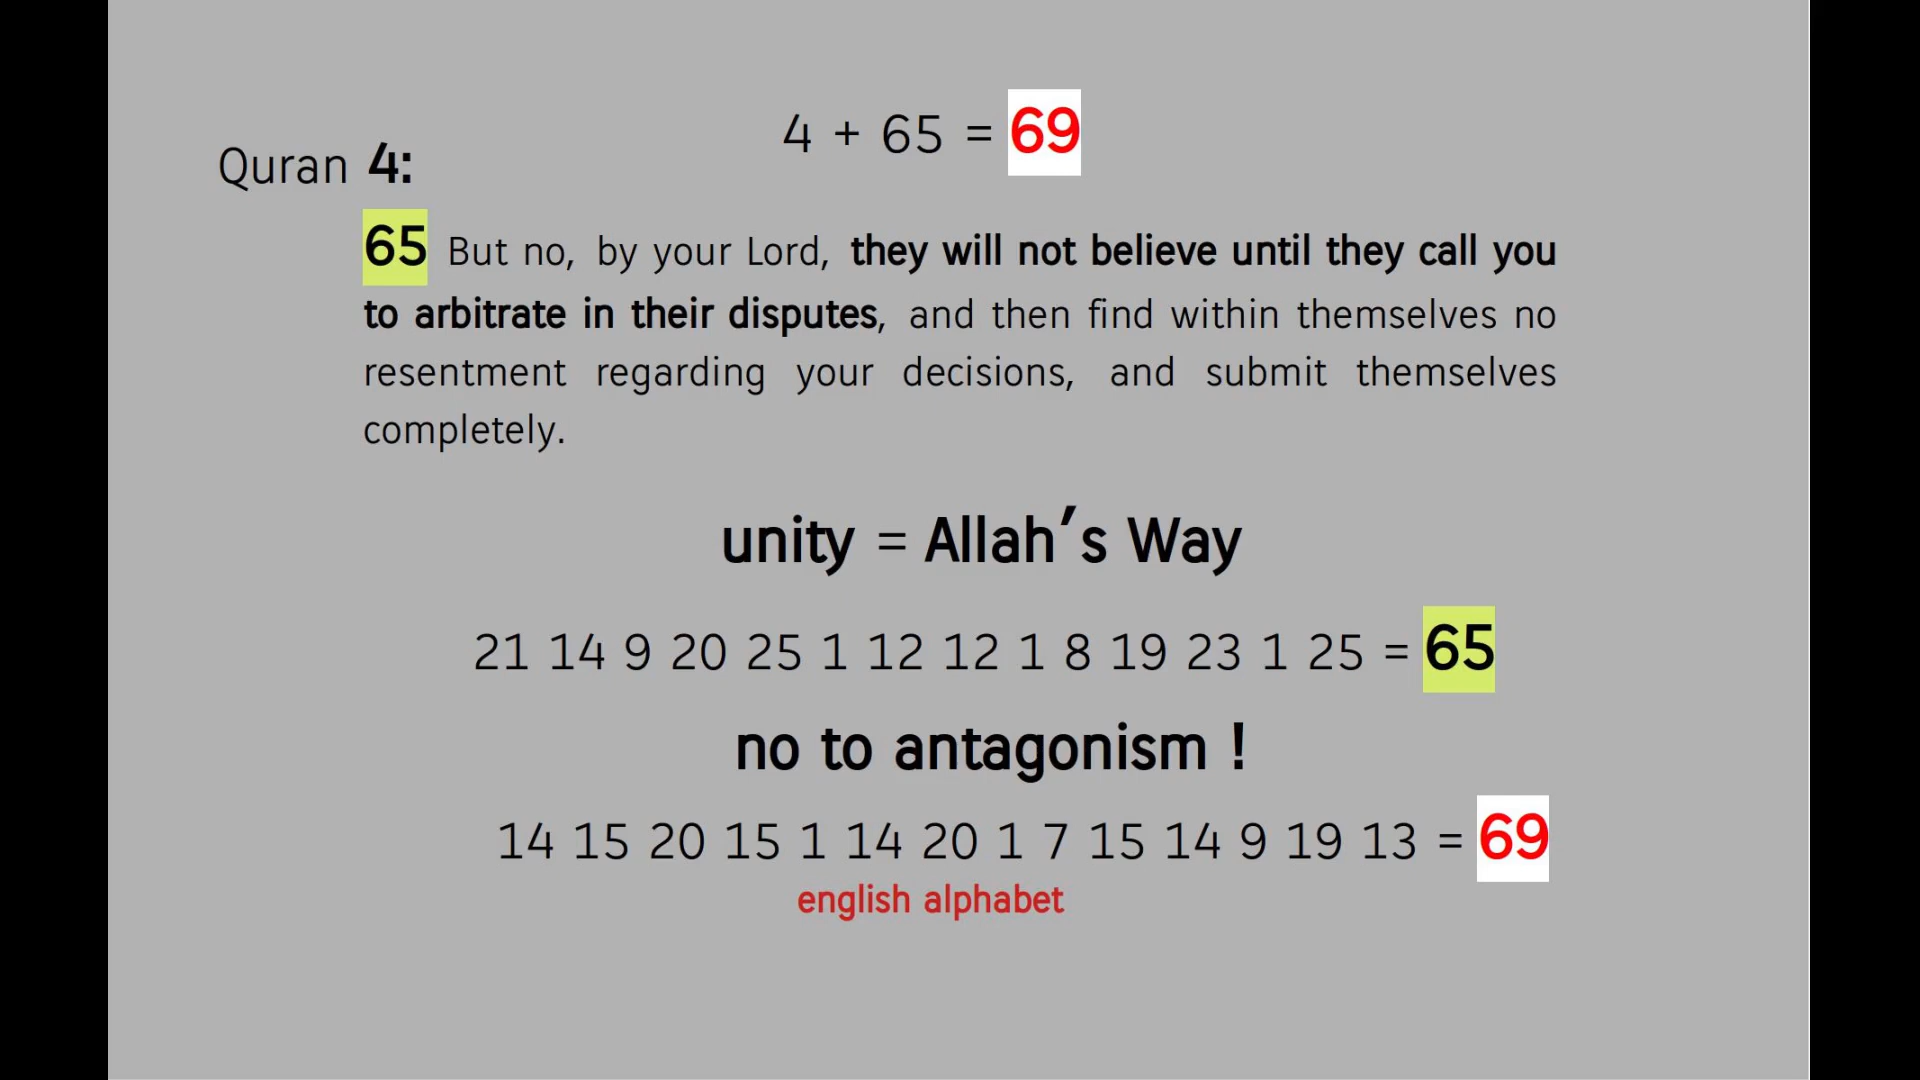 4 + 65 = 69
Quran 4:
65 But no, by your Lord, they will not believe until they call you
to arbitrate in their disputes, and then find within themselves no
resentment regarding your decisions, and submit themselves
completely.
unity = Allah's Way
21 14 9 20 25 1 12 12 1 8 19 23 1 25 = 65
no to antagonism !
14 15 20 15 1 14 20 1 7 15 14 9 19 13 = 69
english alphabet